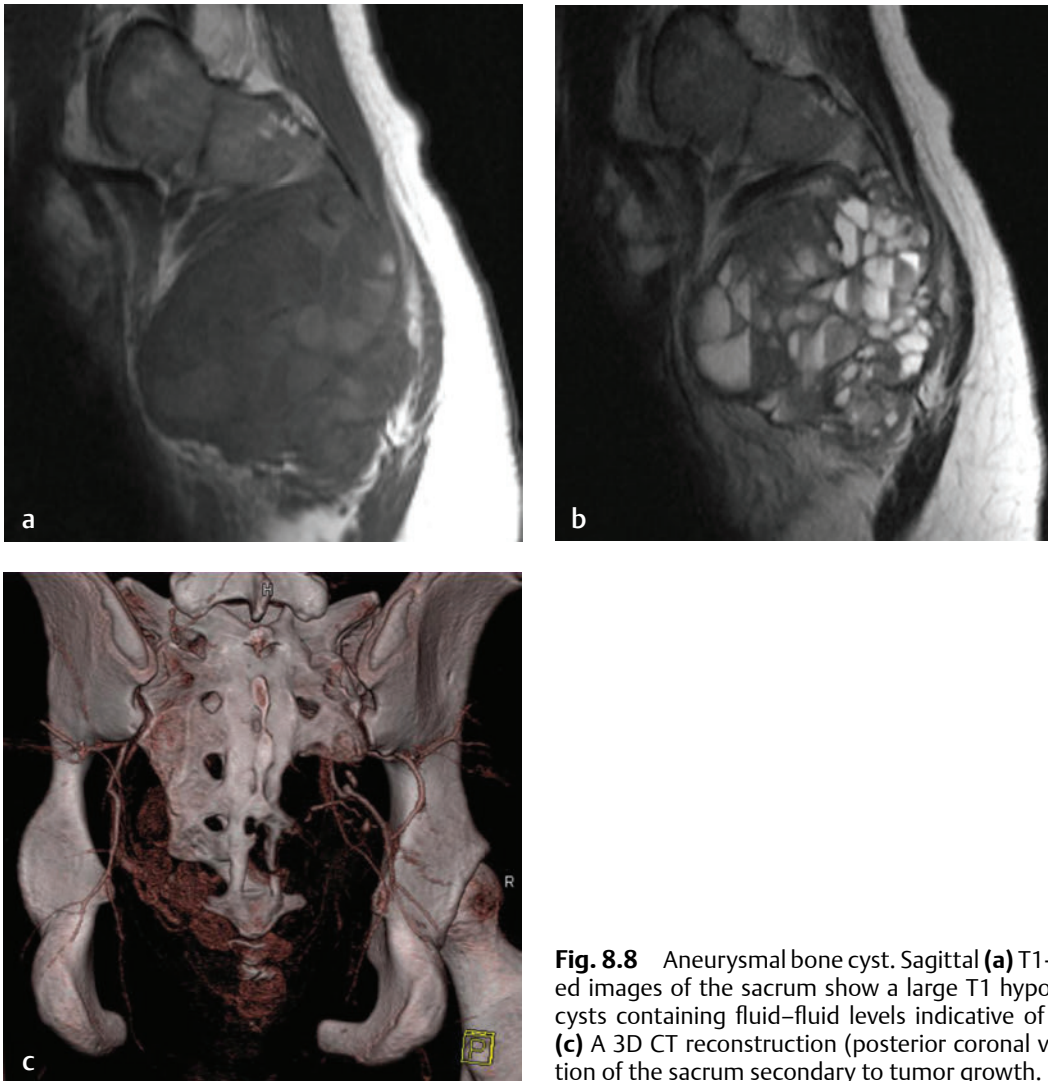 a
b
H
R
P
c
Fig. 8.8 Aneurysmal bone cyst. Sagittal (a) T1-
ed images of the sacrum show a large T1 hypo
cysts containing fluid–fluid levels indicative of
(c) A 3D CT reconstruction (posterior coronal v
tion of the sacrum secondary to tumor growth.